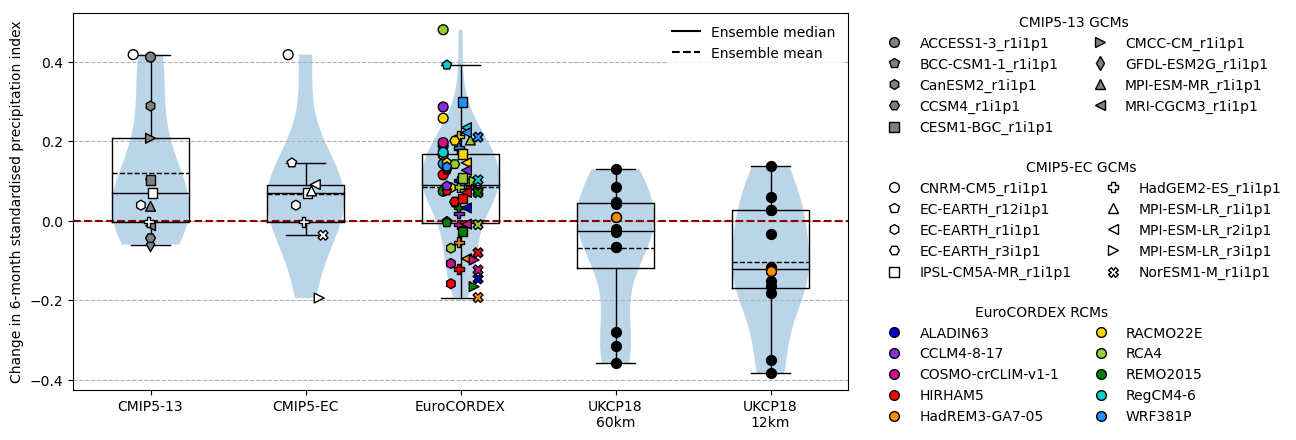 Change in 6-month standardised precipitation index
0.4
0.2
0.0
−0.2
−0.4
CMIP5-13
CMIP5-EC
EuroCORDEX
UKCP18
60km
UKCP18
12km
Ensemble median
Ensemble mean
CMIP5-13 GCMs
ACCESS1-3_r1i1p1
BCC-CSM1-1_r1i1p1
CanESM2_r1i1p1
CCSM4_r1i1p1
CESM1-BGC_r1i1p1
CMCC-CM_r1i1p1
GFDL-ESM2G_r1i1p1
MPI-ESM-MR_r1i1p1
MRI-CGCM3_r1i1p1
CMIP5-EC GCMs
CNRM-CM5_r1i1p1
EC-EARTH_r12i1p1
EC-EARTH_r1i1p1
EC-EARTH_r3i1p1
IPSL-CM5A-MR_r1i1p1
HadGEM2-ES_r1i1p1
MPI-ESM-LR_r1i1p1
MPI-ESM-LR_r2i1p1
MPI-ESM-LR_r3i1p1
NorESM1-M_r1i1p1
EuroCORDEX RCMs
ALADIN63
CCLM4-8-17
COSMO-crCLIM-v1-1
HIRHAM5
HadREM3-GA7-05
RACMO22E
RCA4
REMO2015
RegCM4-6
WRF381P